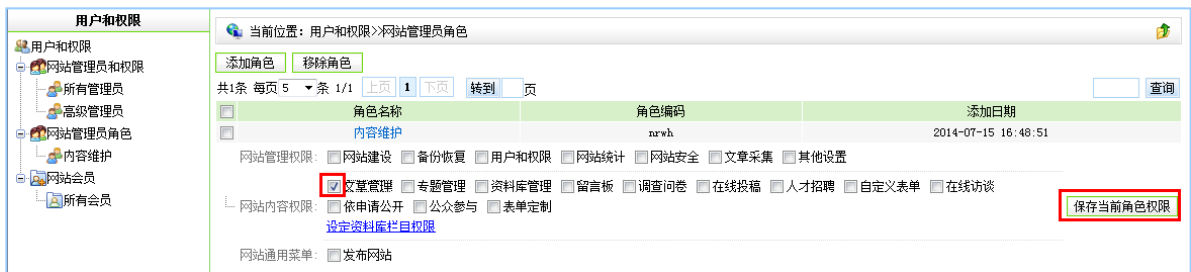 用户和权限
当前位置：用户和权限>>网站管理员角色
用户和权限
网站管理员和权限
所有管理员
高级管理员
网站管理员角色
内容维护
网站会员
所有会员
添加角色 移除角色
共1条 每页 5 条 1/1 上页 1 下页 转到 页 查询
角色名称 角色编码 添加日期
内容维护 nrwh 2014-07-15 16:48:51
网站管理权限: 网站建设 备份恢复 用户和权限 网站统计 网站安全 文章采集 其他设置
文章管理 专题管理 资料库管理 留言板 调查问卷 在线投稿 人才招聘 自定义表单 在线访谈
网站内容权限: 依申请公开 公众参与 表单定制
保存当前角色权限
设定资料库栏目权限
网站通用菜单: 发布网站